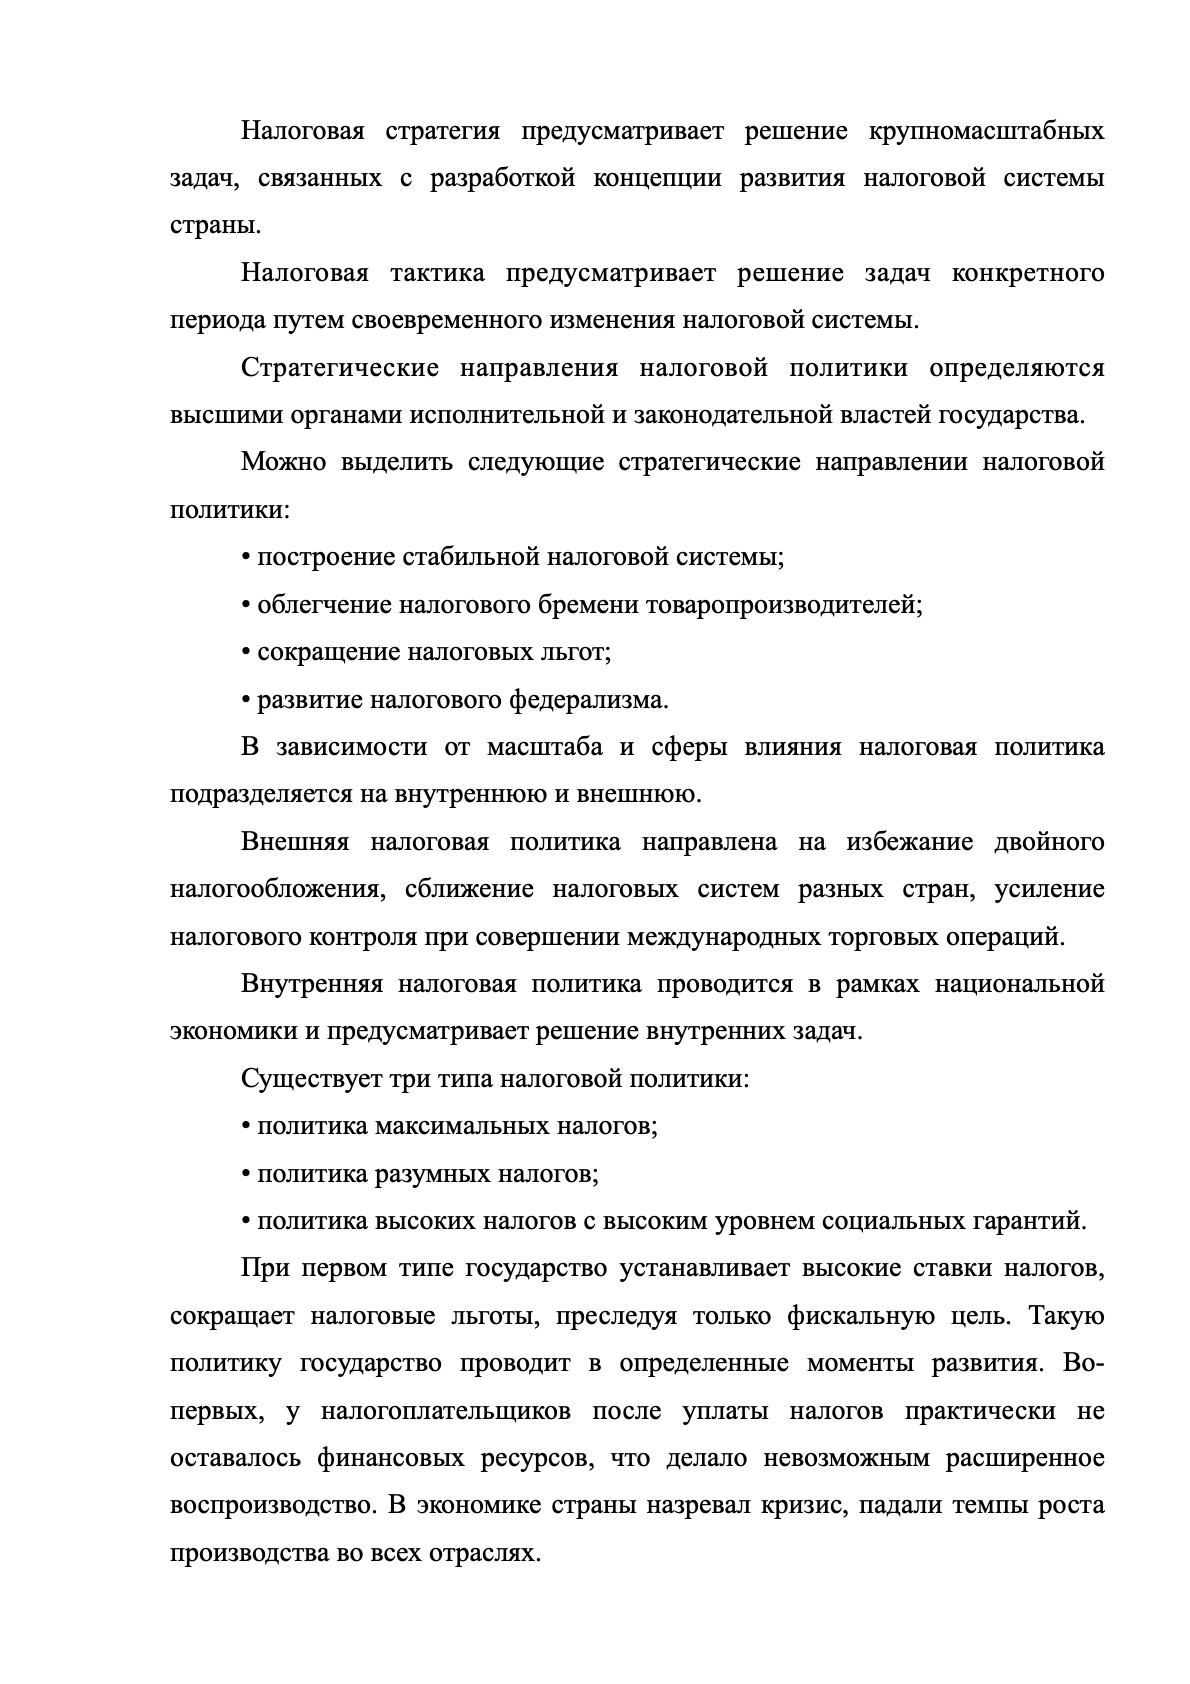 Налоговая стратегия предусматривает решение крупномасштабных
задач, связанных с разработкой концепции развития налоговой системы
страны.
Налоговая тактика предусматривает решение задач конкретного
периода путем своевременного изменения налоговой системы.
Стратегические направления налоговой политики определяются
высшими органами исполнительной и законодательной властей государства.
Можно выделить следующие стратегические направлении налоговой
политики:
• построение стабильной налоговой системы;
• облегчение налогового бремени товаропроизводителей;
• сокращение налоговых льгот;
• развитие налогового федерализма.
В зависимости от масштаба и сферы влияния налоговая политика
подразделяется на внутреннюю и внешнюю.
Внешняя налоговая политика направлена на избежание двойного
налогообложения, сближение налоговых систем разных стран, усиление
налогового контроля при совершении международных торговых операций.
Внутренняя налоговая политика проводится в рамках национальной
экономики и предусматривает решение внутренних задач.
Существует три типа налоговой политики:
• политика максимальных налогов;
• политика разумных налогов;
• политика высоких налогов с высоким уровнем социальных гарантий.
При первом типе государство устанавливает высокие ставки налогов,
сокращает налоговые льготы, преследуя только фискальную цель. Такую
политику государство проводит в определенные моменты развития. Во-
первых, у налогоплательщиков после уплаты налогов практически не
оставалось финансовых ресурсов, что делало невозможным расширенное
воспроизводство. В экономике страны назревал кризис, падали темпы роста
производства во всех отраслях.